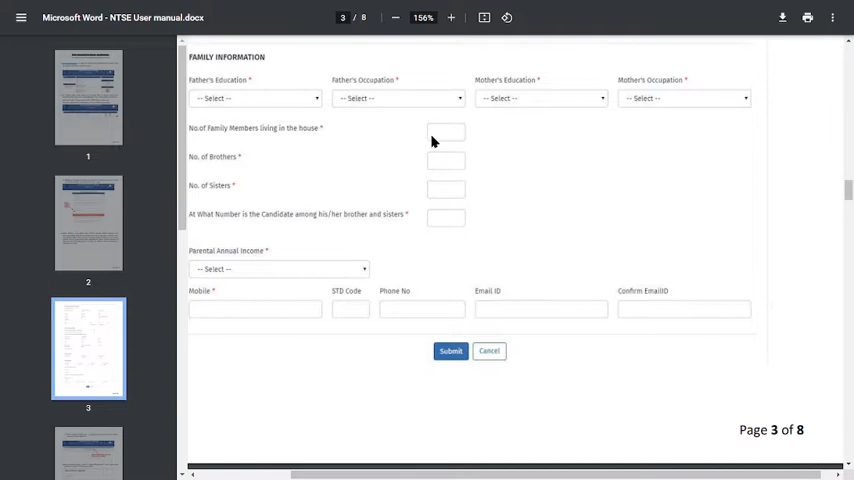 Microsoft Word - NTSE User manual.docx
3 / 8
156%
FAMILY INFORMATION
Father's Education * Father's Occupation * Mother's Education * Mother's Occupation *
-- Select -- -- Select -- -- Select -- -- Select --
No.of Family Members living in the house *
No. of Brothers *
No. of Sisters *
At What Number is the Candidate among his/her brother and sisters *
Parental Annual Income *
-- Select --
Mobile * STD Code Phone No Email ID Confirm EmailID
Submit Cancel
Page 3 of 8
1
2
3